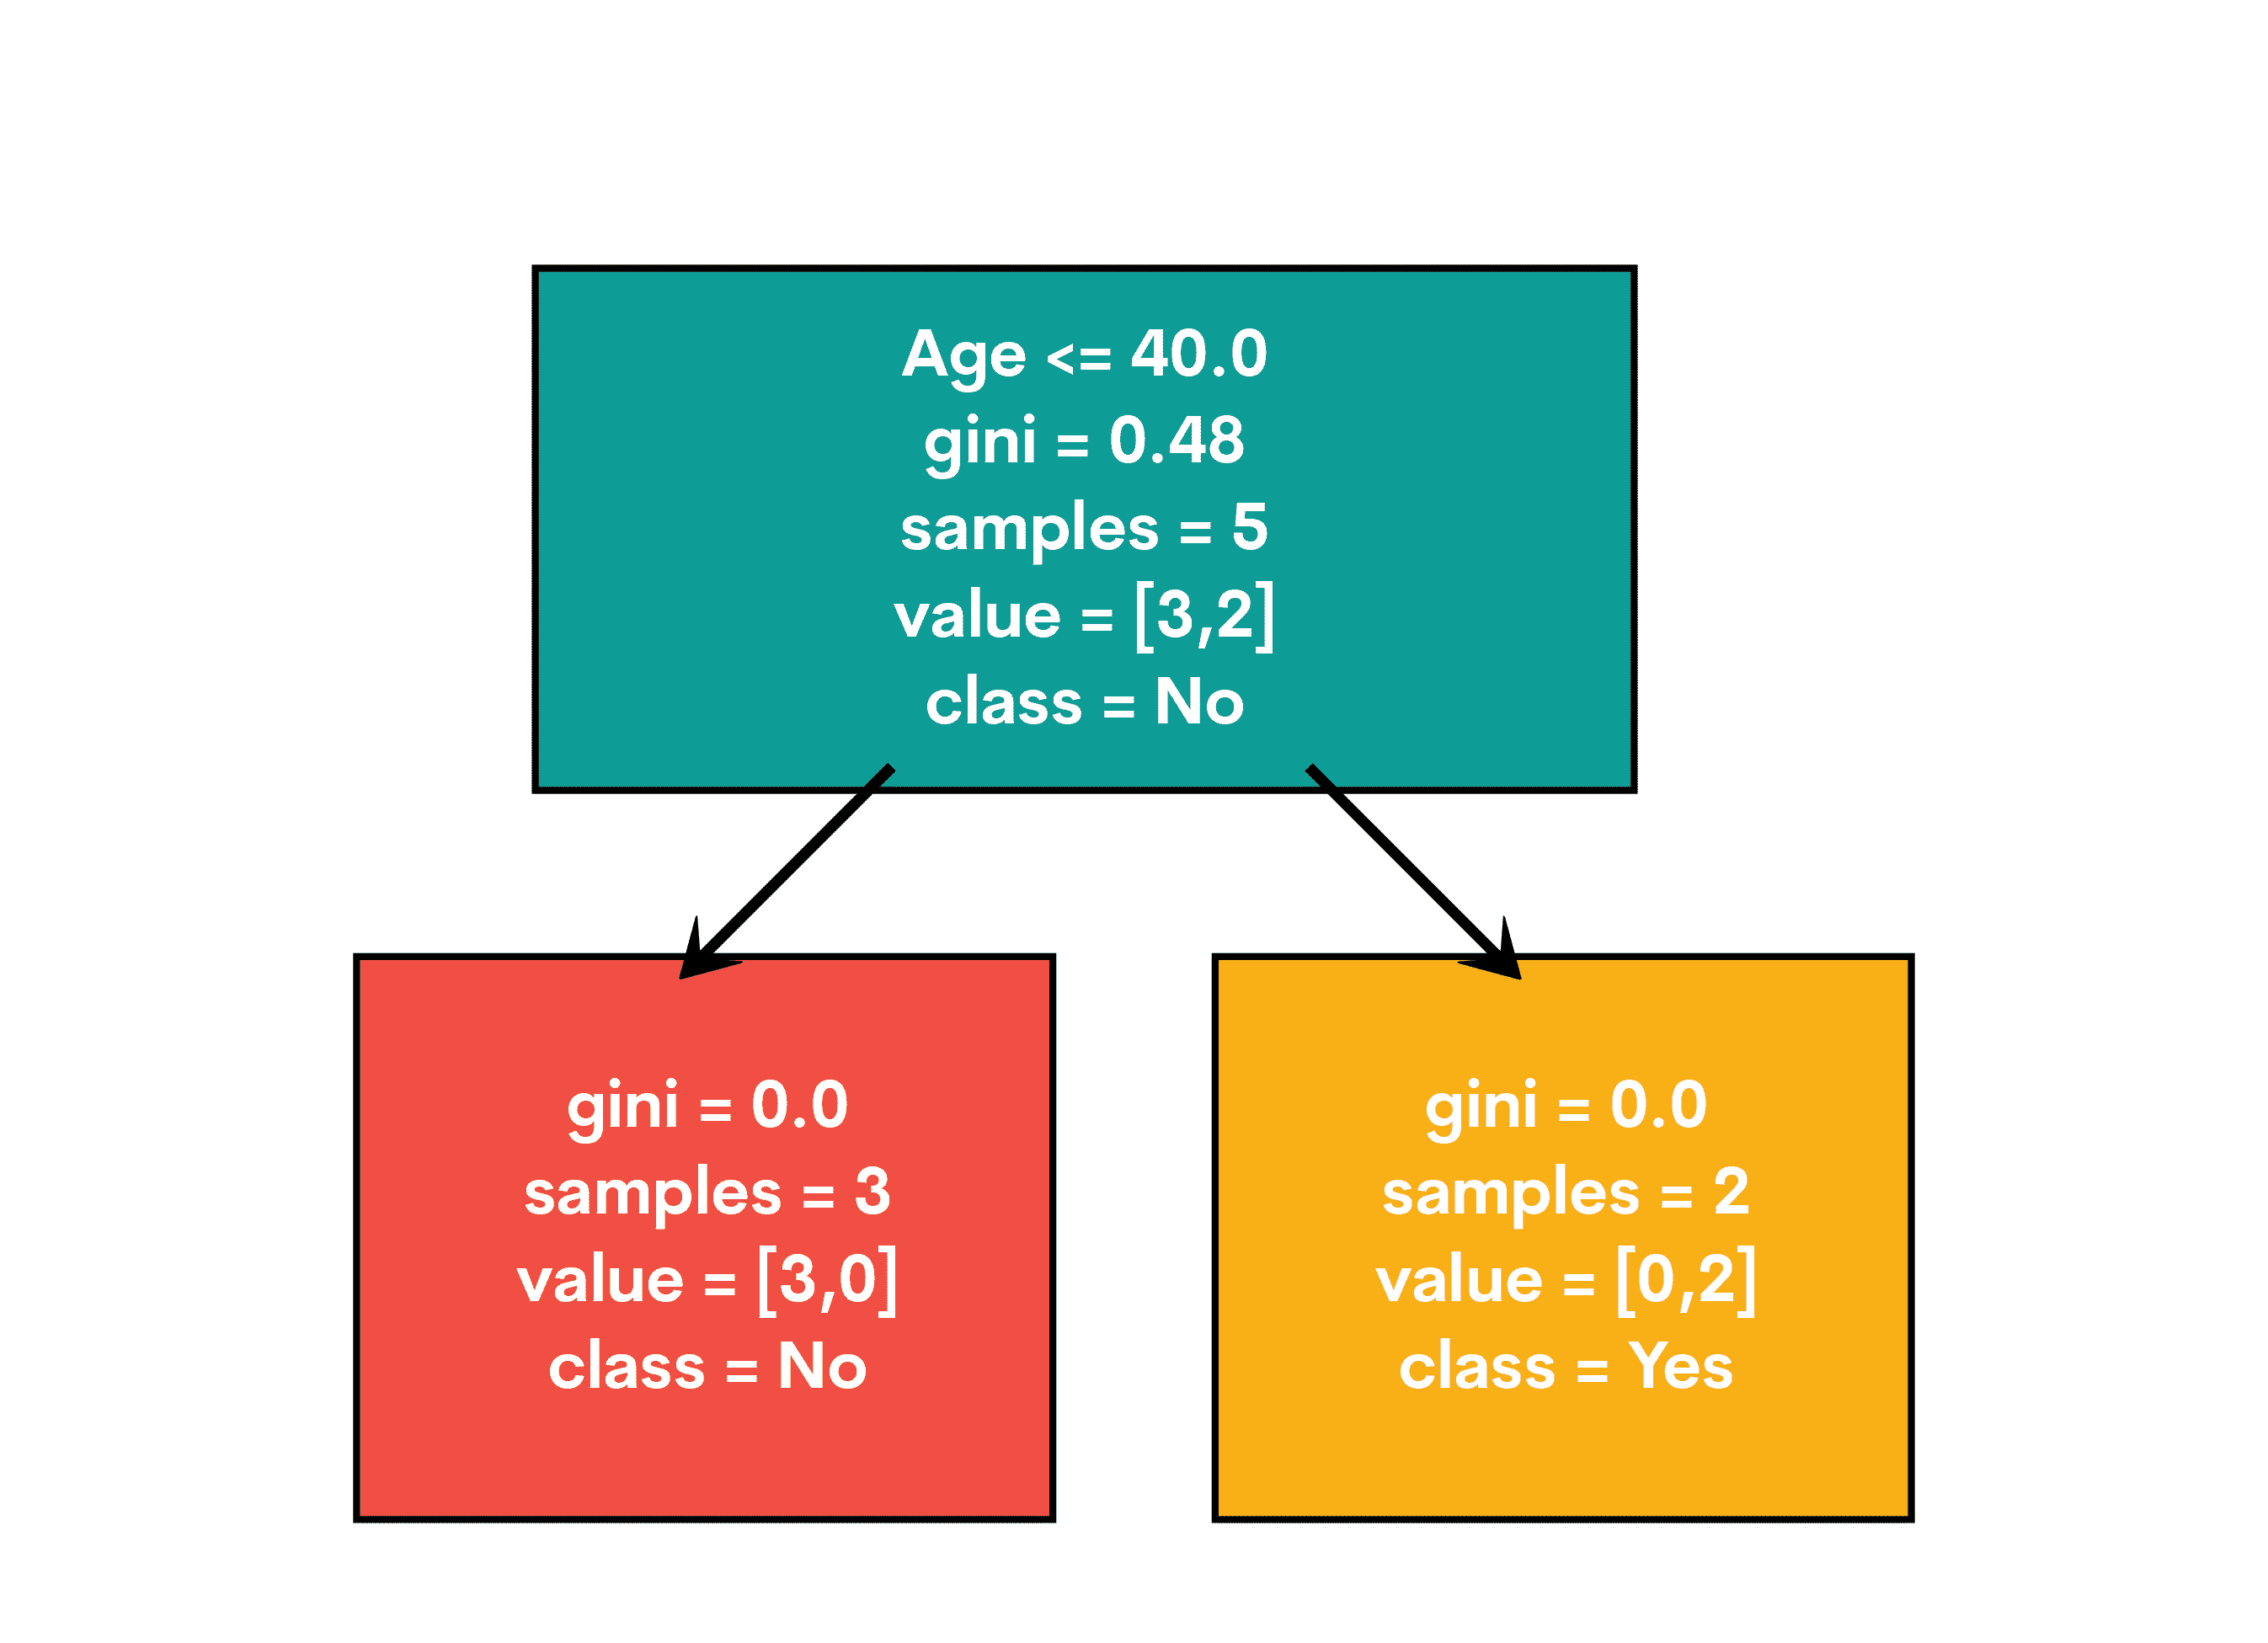 Age <= 40.0
gini = 0.48
samples = 5
value = [3,2]
class = No
gini = 0.0
samples = 3
value = [3,0]
class = No
gini = 0.0
samples = 2
value = [0,2]
class = Yes